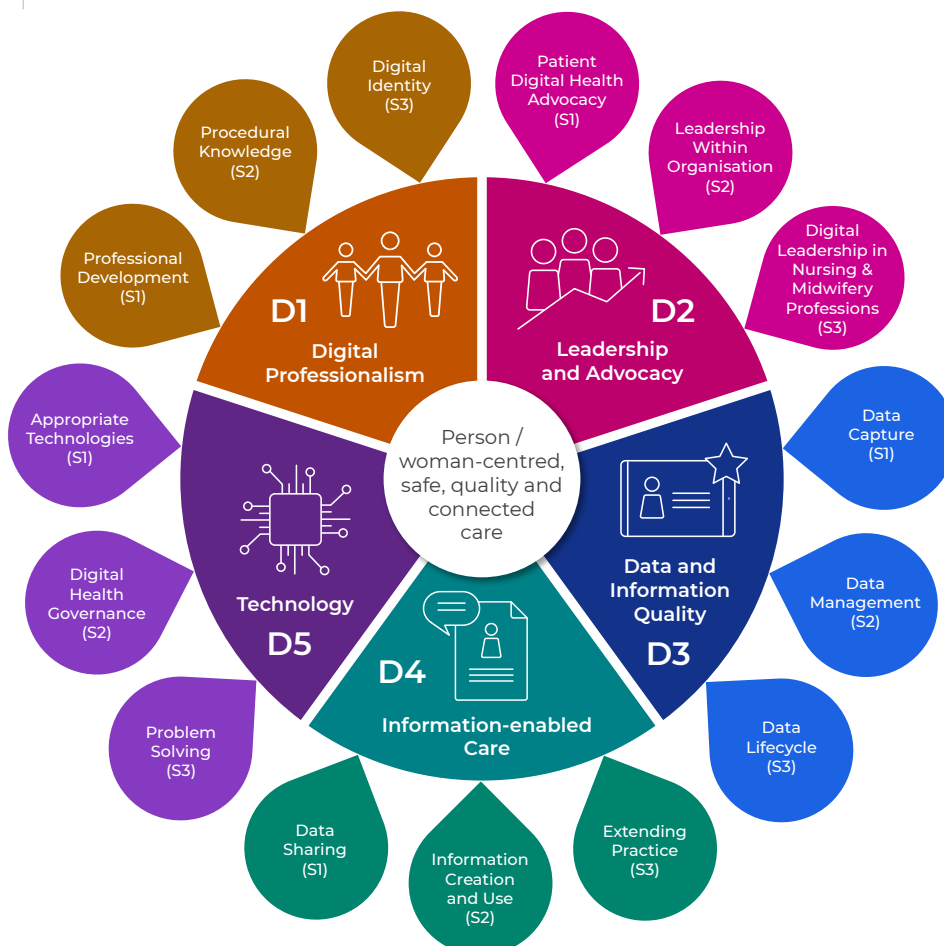 Digital
Identity
(S3)
Patient
Digital Health
Advocacy
(S1)
Procedural
Knowledge
(S2)
Leadership
Within
Organisation
(S2)
Professional
Development
(S1)
Digital
Leadership in
Nursing &
Midwifery
Professions
(S3)
D1
Digital
Professionalism
D2
Leadership
and Advocacy
Appropriate
Technologies
(S1)
Person /
woman-centred,
safe, quality and
connected
care
Data
Capture
(S1)
Digital
Health
Governance
(S2)
Technology
D5
Data and
Information
Quality
D3
Data
Management
(S2)
D4
Information-enabled
Care
Problem
Solving
(S3)
Data
Lifecycle
(S3)
Data
Sharing
(S1)
Information
Creation
and Use
(S2)
Extending
Practice
(S3)